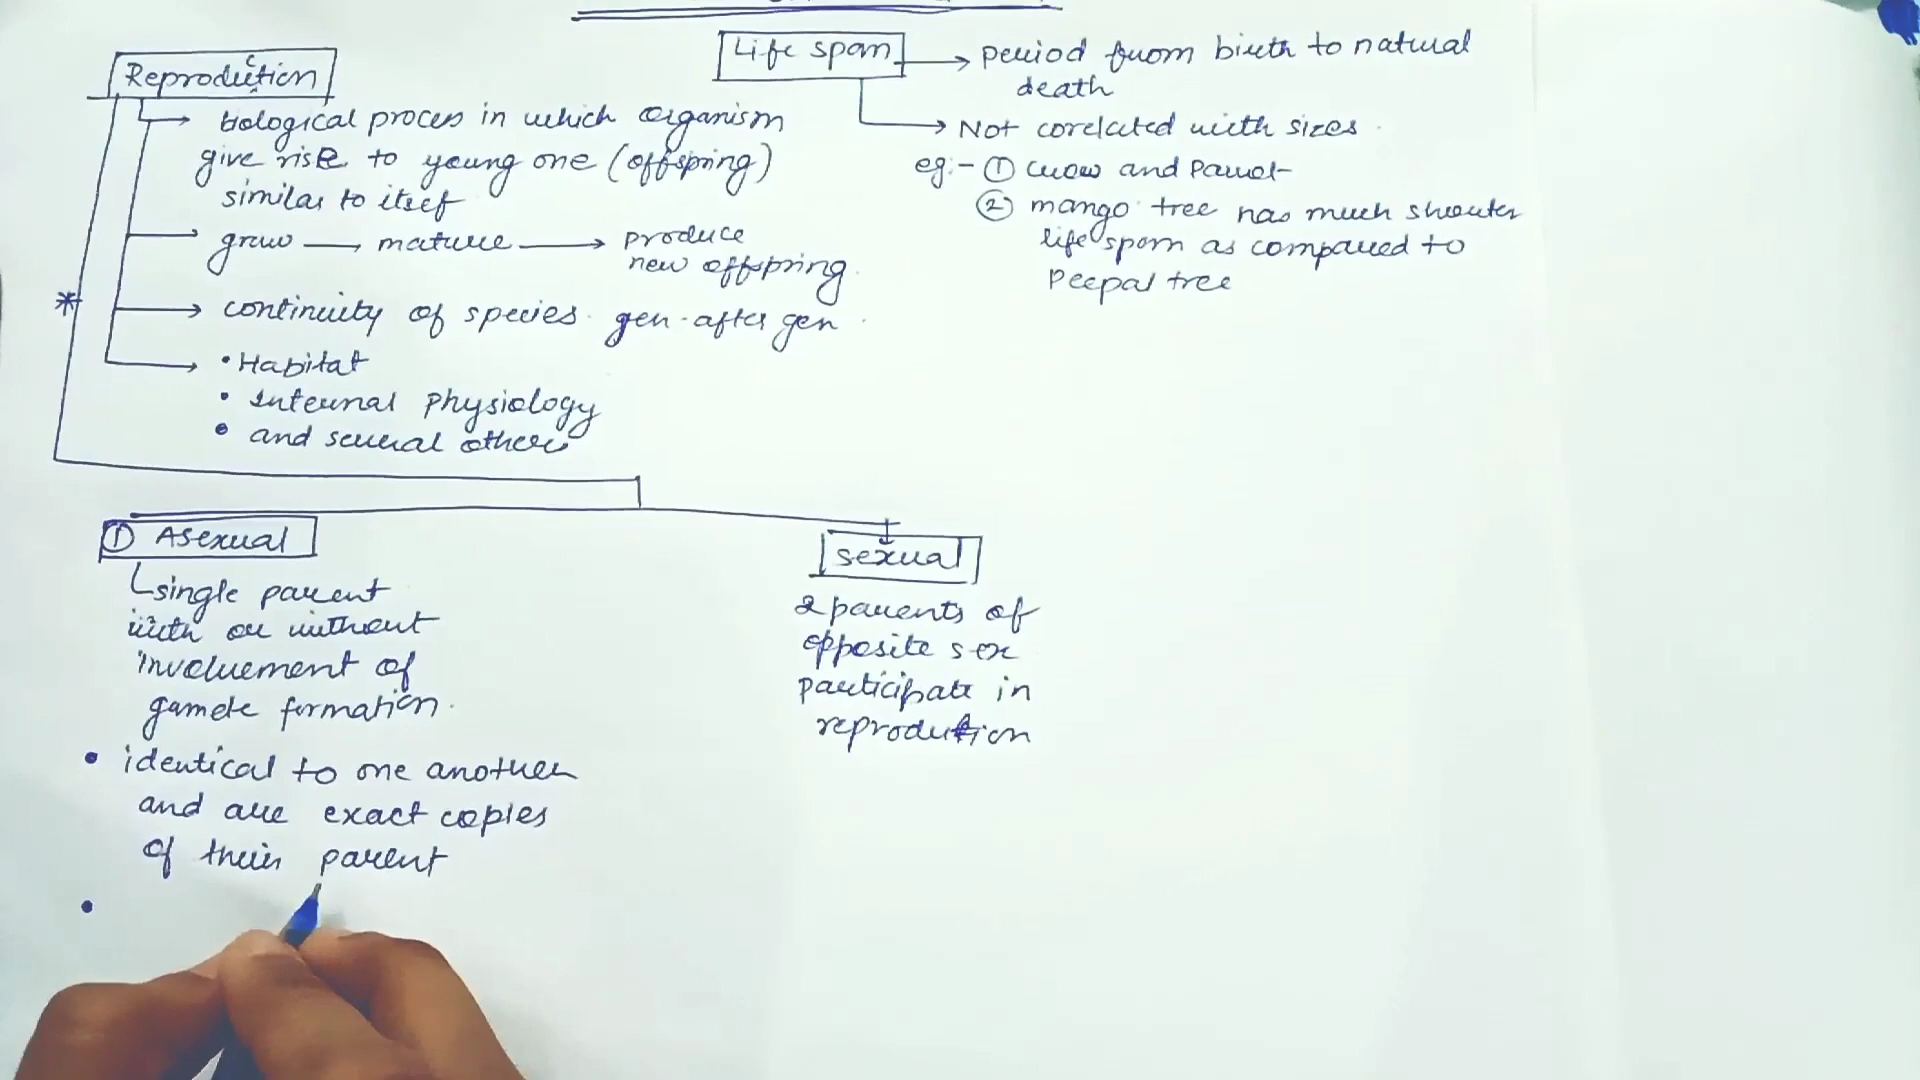 Reproduction
biological proces in which organism
give rise to young one (offspring)
similar to itself
grow → mature → produce
new offspring
continuity of species. gen-after gen
• Habitat
• Internal Physiology
• and several other
Life span → period from birth to natural
death
Not corelated with sizes
eg:- ① crow and Parrot
② mango tree has much shorter
life span as compared to
Peepal tree
*
① Asexual
single parent
with or without
involvement of
gamete formation.
• identical to one another
and are exact copies
of their parent
•
sexual
2 parents of
opposite sex
participate in
reproduction